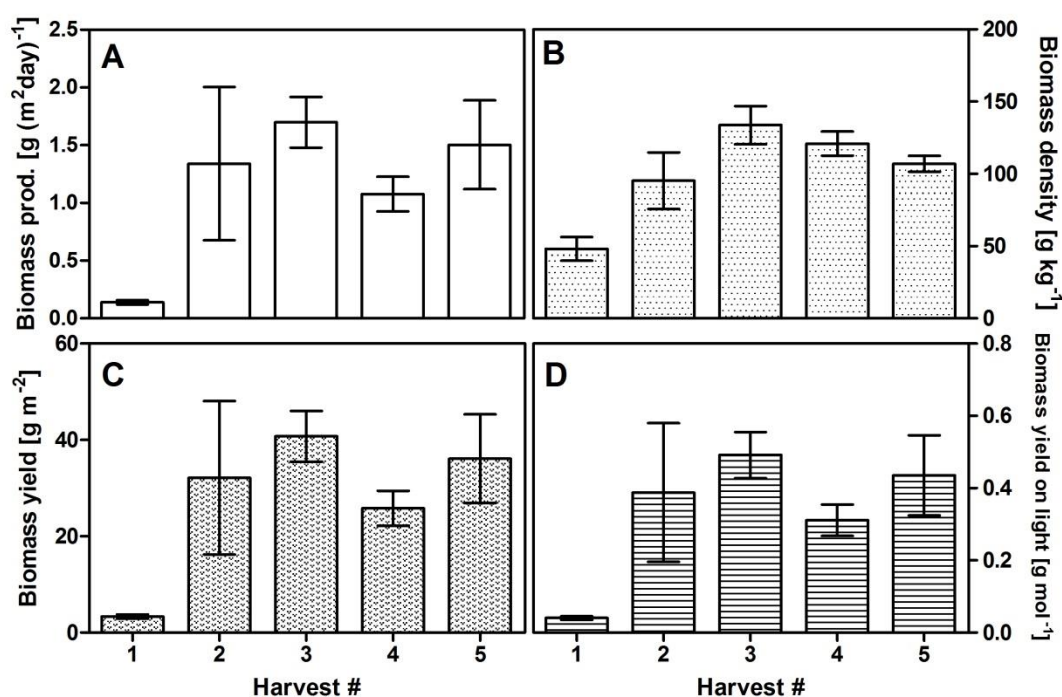 A
Biomass prod. [g (m²day)⁻¹]
2.5
2.0
1.5
1.0
0.5
0.0
B
Biomass density [g kg⁻¹]
200
150
100
50
0
C
Biomass yield [g m⁻²]
60
40
20
0
1 2 3 4 5
Harvest #
D
Biomass yield on light [g mol⁻¹]
0.8
0.6
0.4
0.2
0.0
1 2 3 4 5
Harvest #